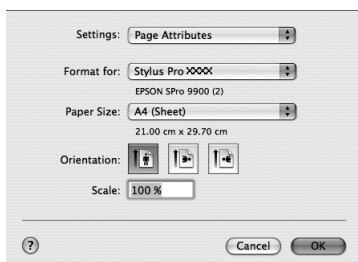 Settings: Page Attributes
Format for: Stylus Pro XXXX
EPSON SPro 9900 (2)
Paper Size: A4 (Sheet)
21.00 cm x 29.70 cm
Orientation:
Scale: 100 %
? Cancel OK